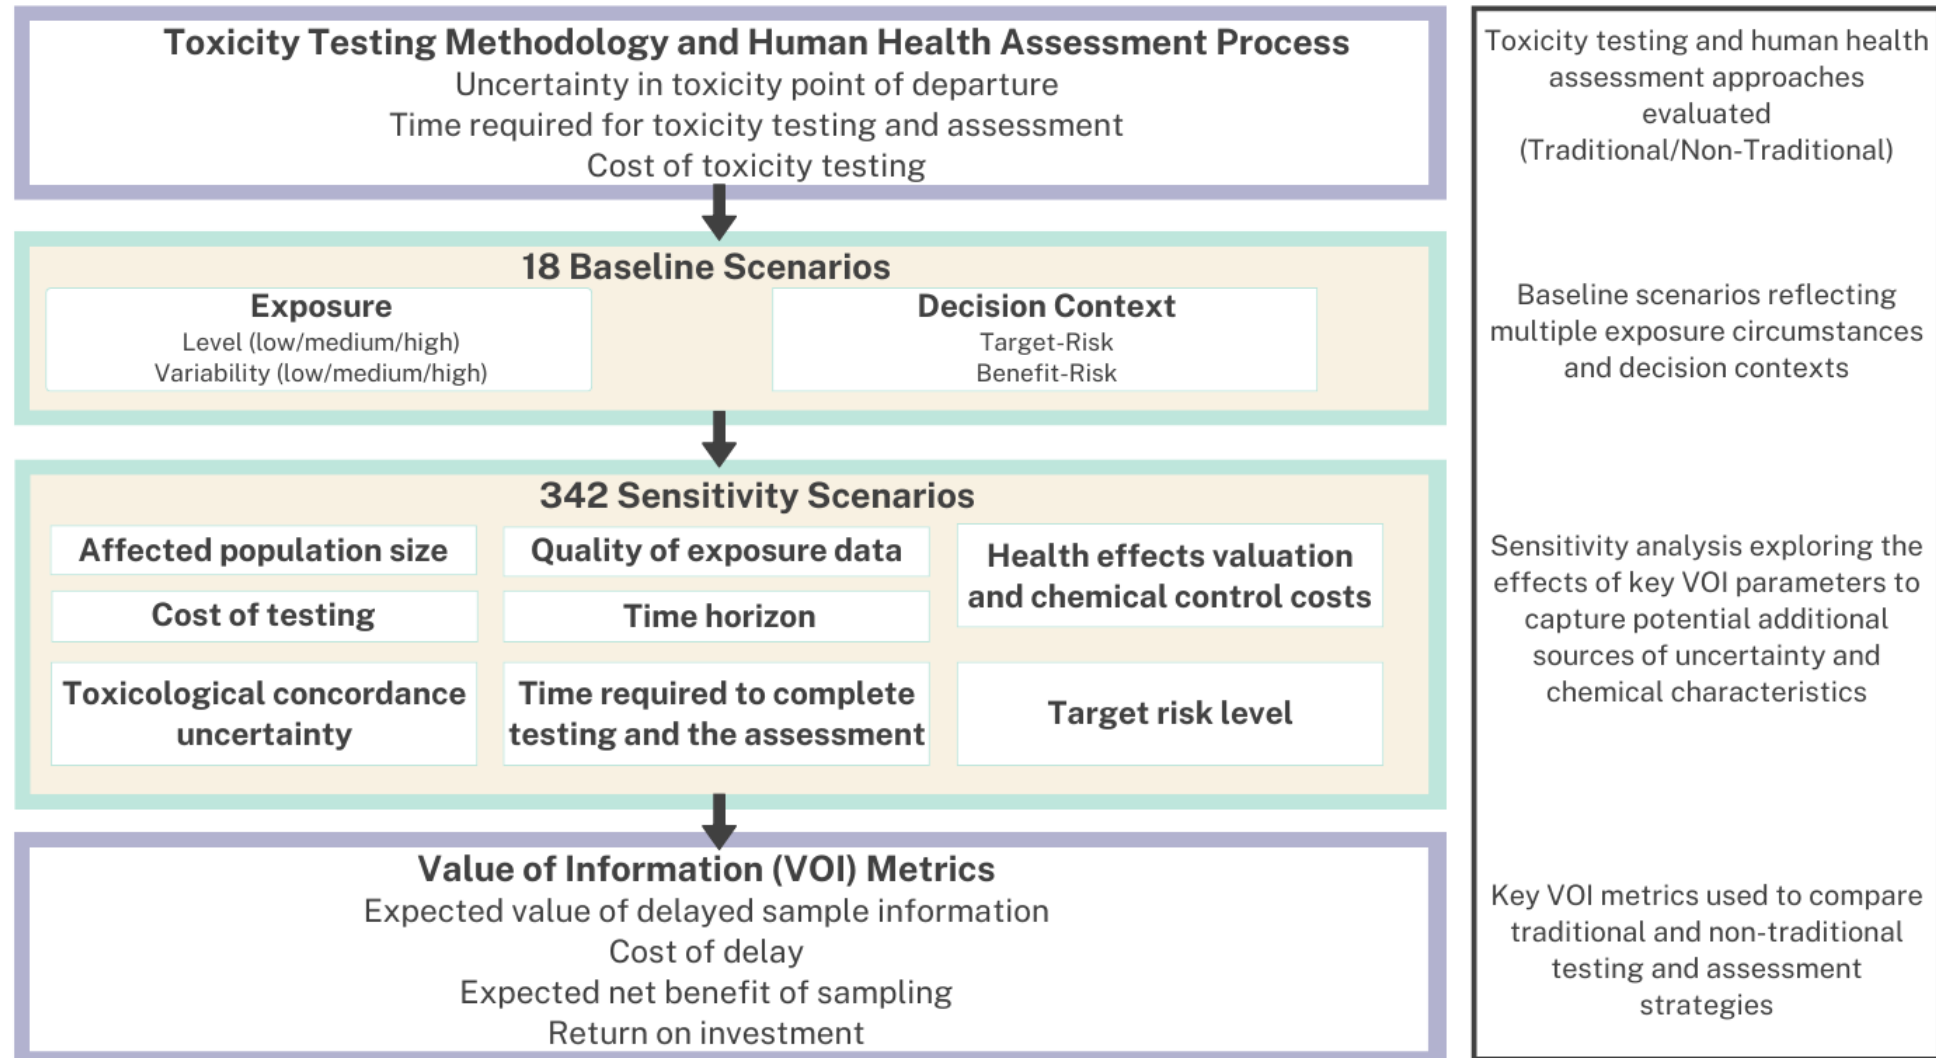 Toxicity Testing Methodology and Human Health Assessment Process
Uncertainty in toxicity point of departure
Time required for toxicity testing and assessment
Cost of toxicity testing
Toxicity testing and human health
assessment approaches
evaluated
(Traditional/Non-Traditional)
18 Baseline Scenarios
Exposure
Level (low/medium/high)
Variability (low/medium/high)
Decision Context
Target-Risk
Benefit-Risk
Baseline scenarios reflecting
multiple exposure circumstances
and decision contexts
342 Sensitivity Scenarios
Affected population size
Quality of exposure data
Health effects valuation
and chemical control costs
Cost of testing
Time horizon
Toxicological concordance
uncertainty
Time required to complete
testing and the assessment
Target risk level
Sensitivity analysis exploring the
effects of key VOI parameters to
capture potential additional
sources of uncertainty and
chemical characteristics
Value of Information (VOI) Metrics
Expected value of delayed sample information
Cost of delay
Expected net benefit of sampling
Return on investment
Key VOI metrics used to compare
traditional and non-traditional
testing and assessment
strategies